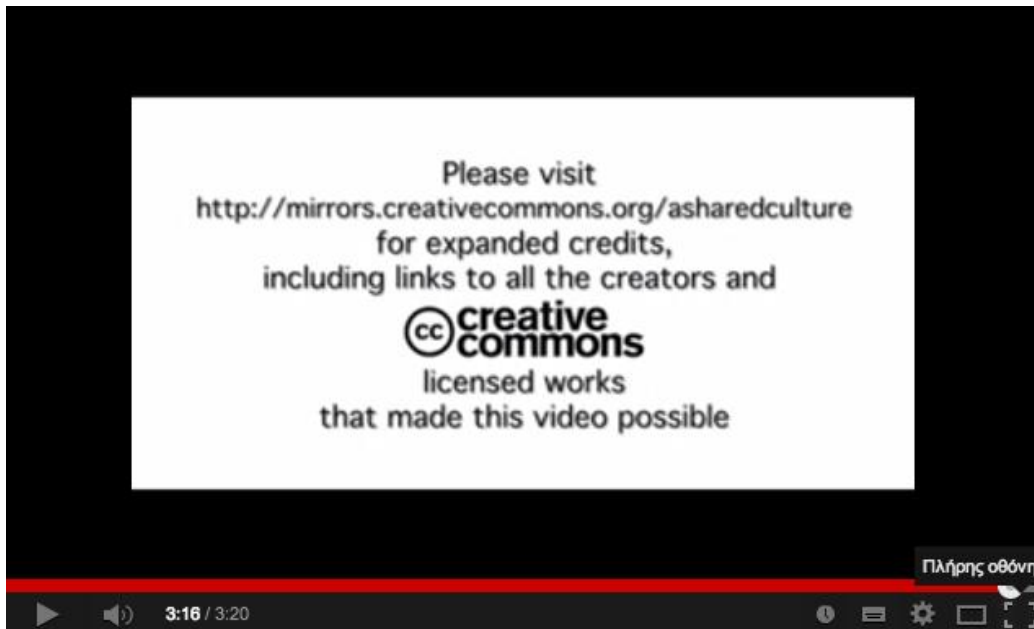 Please visit
http://mirrors.creativecommons.org/asharedculture
for expanded credits,
including links to all the creators and
cc creative
commons
licensed works
that made this video possible
Πλήρης οθόνη
3:16 / 3:20